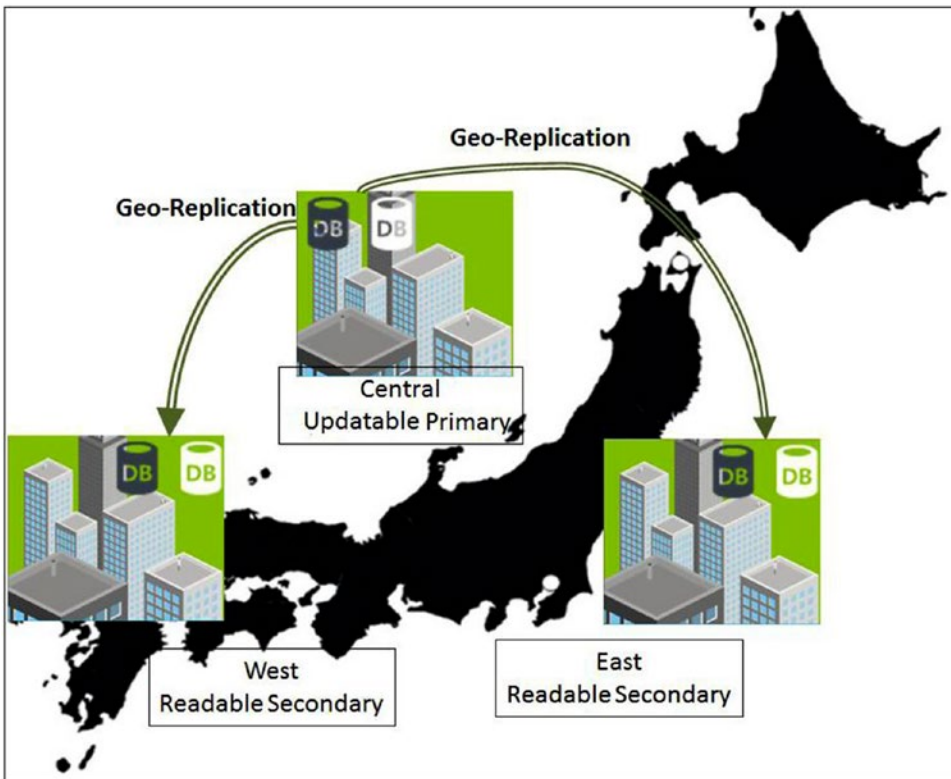 Geo-Replication
Geo-Replication
DB DB
Central
Updatable Primary
DB DB
DB DB
West
Readable Secondary
East
Readable Secondary